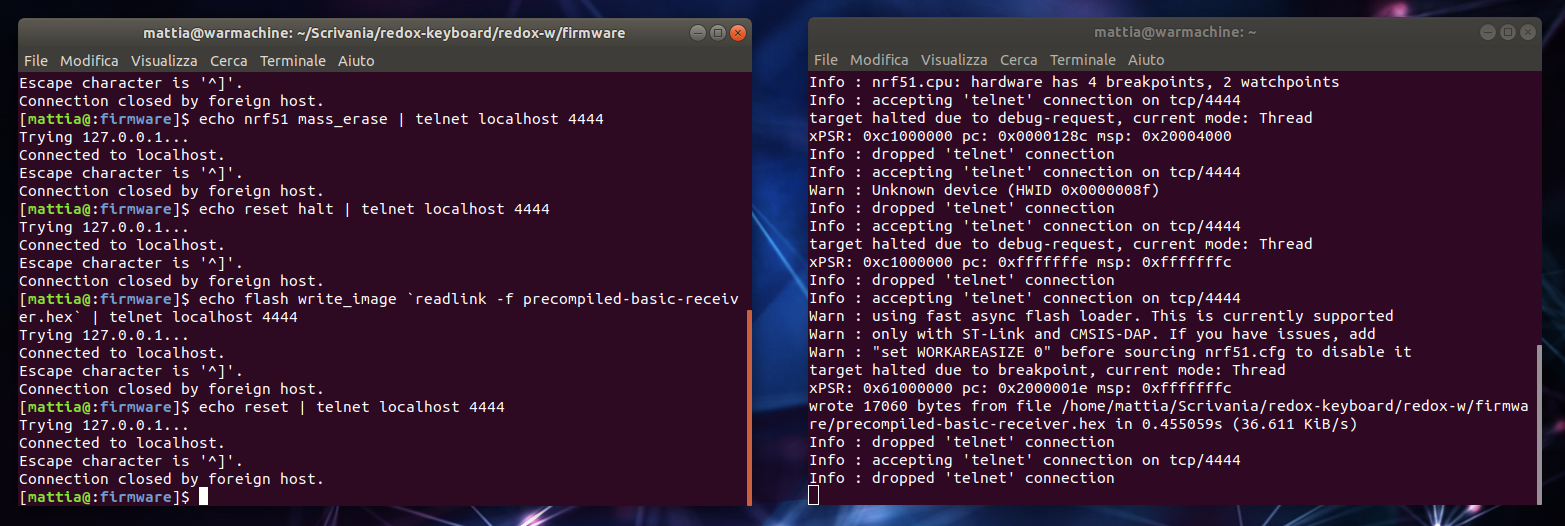 mattia@warmachine: ~/Scrivania/redox-keyboard/redox-w/firmware
File Modifica Visualizza Cerca Terminale Aiuto
Escape character is '^]'.
Connection closed by foreign host.
[mattia@:firmware]$ echo nrf51 mass_erase | telnet localhost 4444
Trying 127.0.0.1...
Connected to localhost.
Escape character is '^]'.
Connection closed by foreign host.
[mattia@:firmware]$ echo reset halt | telnet localhost 4444
Trying 127.0.0.1...
Connected to localhost.
Escape character is '^]'.
Connection closed by foreign host.
[mattia@:firmware]$ echo flash write_image `readlink -f precompiled-basic-receiv
er.hex` | telnet localhost 4444
Trying 127.0.0.1...
Connected to localhost.
Escape character is '^]'.
Connection closed by foreign host.
[mattia@:firmware]$ echo reset | telnet localhost 4444
Trying 127.0.0.1...
Connected to localhost.
Escape character is '^]'.
Connection closed by foreign host.
[mattia@:firmware]$
mattia@warmachine: ~
File Modifica Visualizza Cerca Terminale Aiuto
Info : nrf51.cpu: hardware has 4 breakpoints, 2 watchpoints
Info : accepting 'telnet' connection on tcp/4444
target halted due to debug-request, current mode: Thread
xPSR: 0xc1000000 pc: 0x0000128c msp: 0x20004000
Info : dropped 'telnet' connection
Info : accepting 'telnet' connection on tcp/4444
Warn : Unknown device (HWID 0x0000008f)
Info : dropped 'telnet' connection
Info : accepting 'telnet' connection on tcp/4444
target halted due to debug-request, current mode: Thread
xPSR: 0xc1000000 pc: 0xfffffffe msp: 0xfffffffc
Info : dropped 'telnet' connection
Info : accepting 'telnet' connection on tcp/4444
Warn : using fast async flash loader. This is currently supported
Warn : only with ST-Link and CMSIS-DAP. If you have issues, add
Warn : "set WORKAREASIZE 0" before sourcing nrf51.cfg to disable it
target halted due to breakpoint, current mode: Thread
xPSR: 0x61000000 pc: 0x2000001e msp: 0xfffffffc
wrote 17060 bytes from file /home/mattia/Scrivania/redox-keyboard/redox-w/firmwa
re/precompiled-basic-receiver.hex in 0.455059s (36.611 KiB/s)
Info : dropped 'telnet' connection
Info : accepting 'telnet' connection on tcp/4444
Info : dropped 'telnet' connection